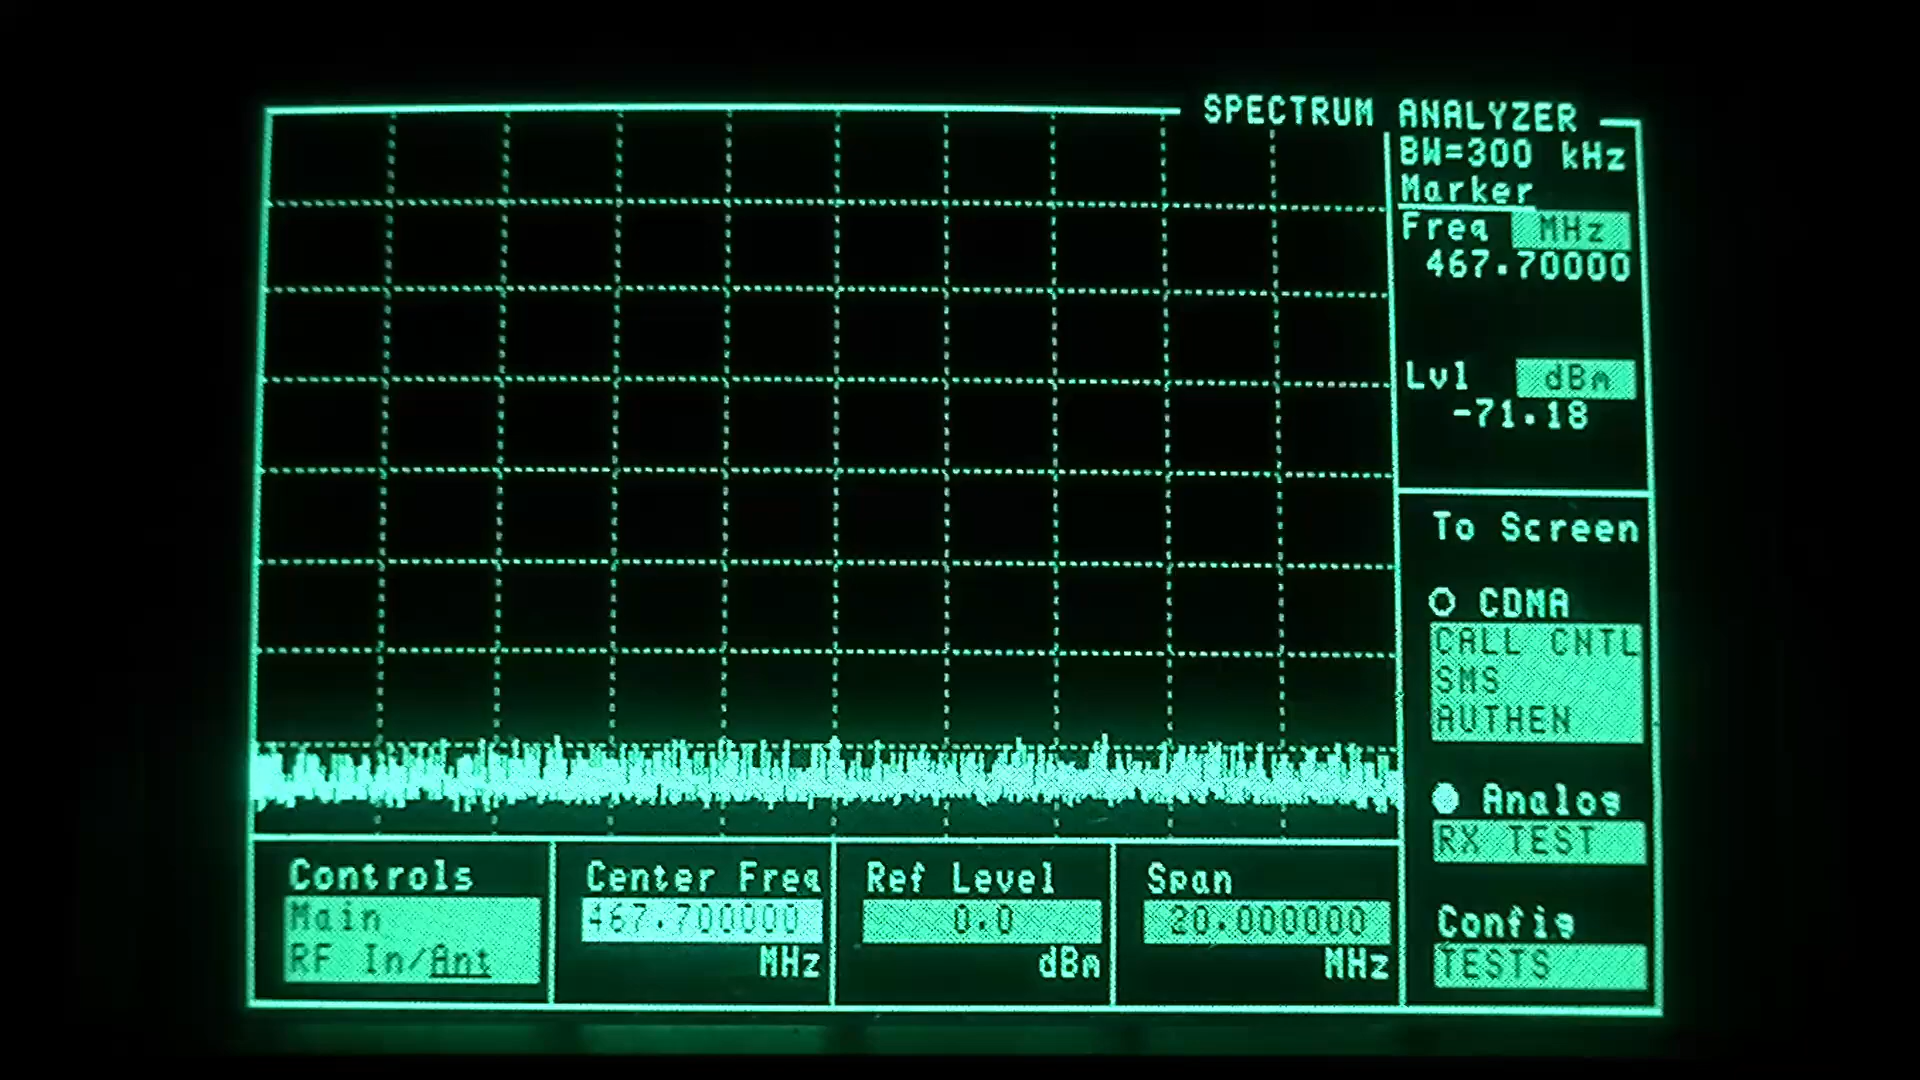 SPECTRUM ANALYZER
BW=300 kHz
Marker
Freq MHz
467.70000
Lvl dBm
-71.18
To Screen
CDMA
CALL CNTL
SMS
AUTHEN
Analog
RX TEST
Config
TESTS
Controls
Main
RF In/Ant
Center Freq
467.700000
MHz
Ref Level
0.0
dBm
Span
20.000000
MHz